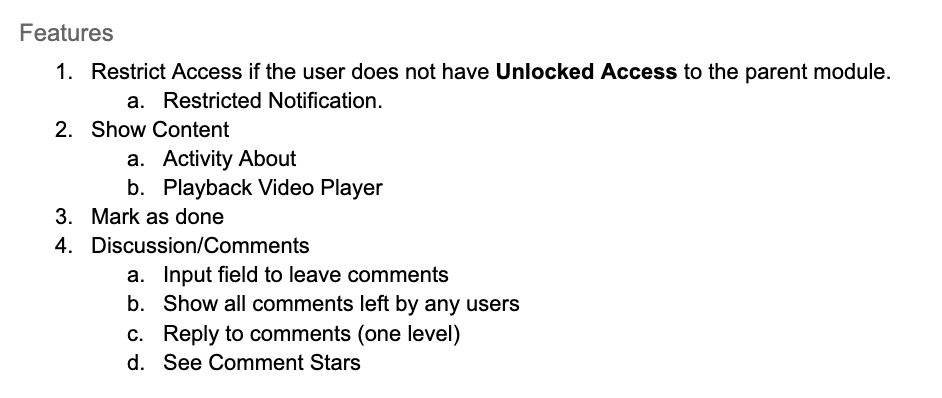 Features
1. Restrict Access if the user does not have Unlocked Access to the parent module.
a. Restricted Notification.
2. Show Content
a. Activity About
b. Playback Video Player
3. Mark as done
4. Discussion/Comments
a. Input field to leave comments
b. Show all comments left by any users
c. Reply to comments (one level)
d. See Comment Stars